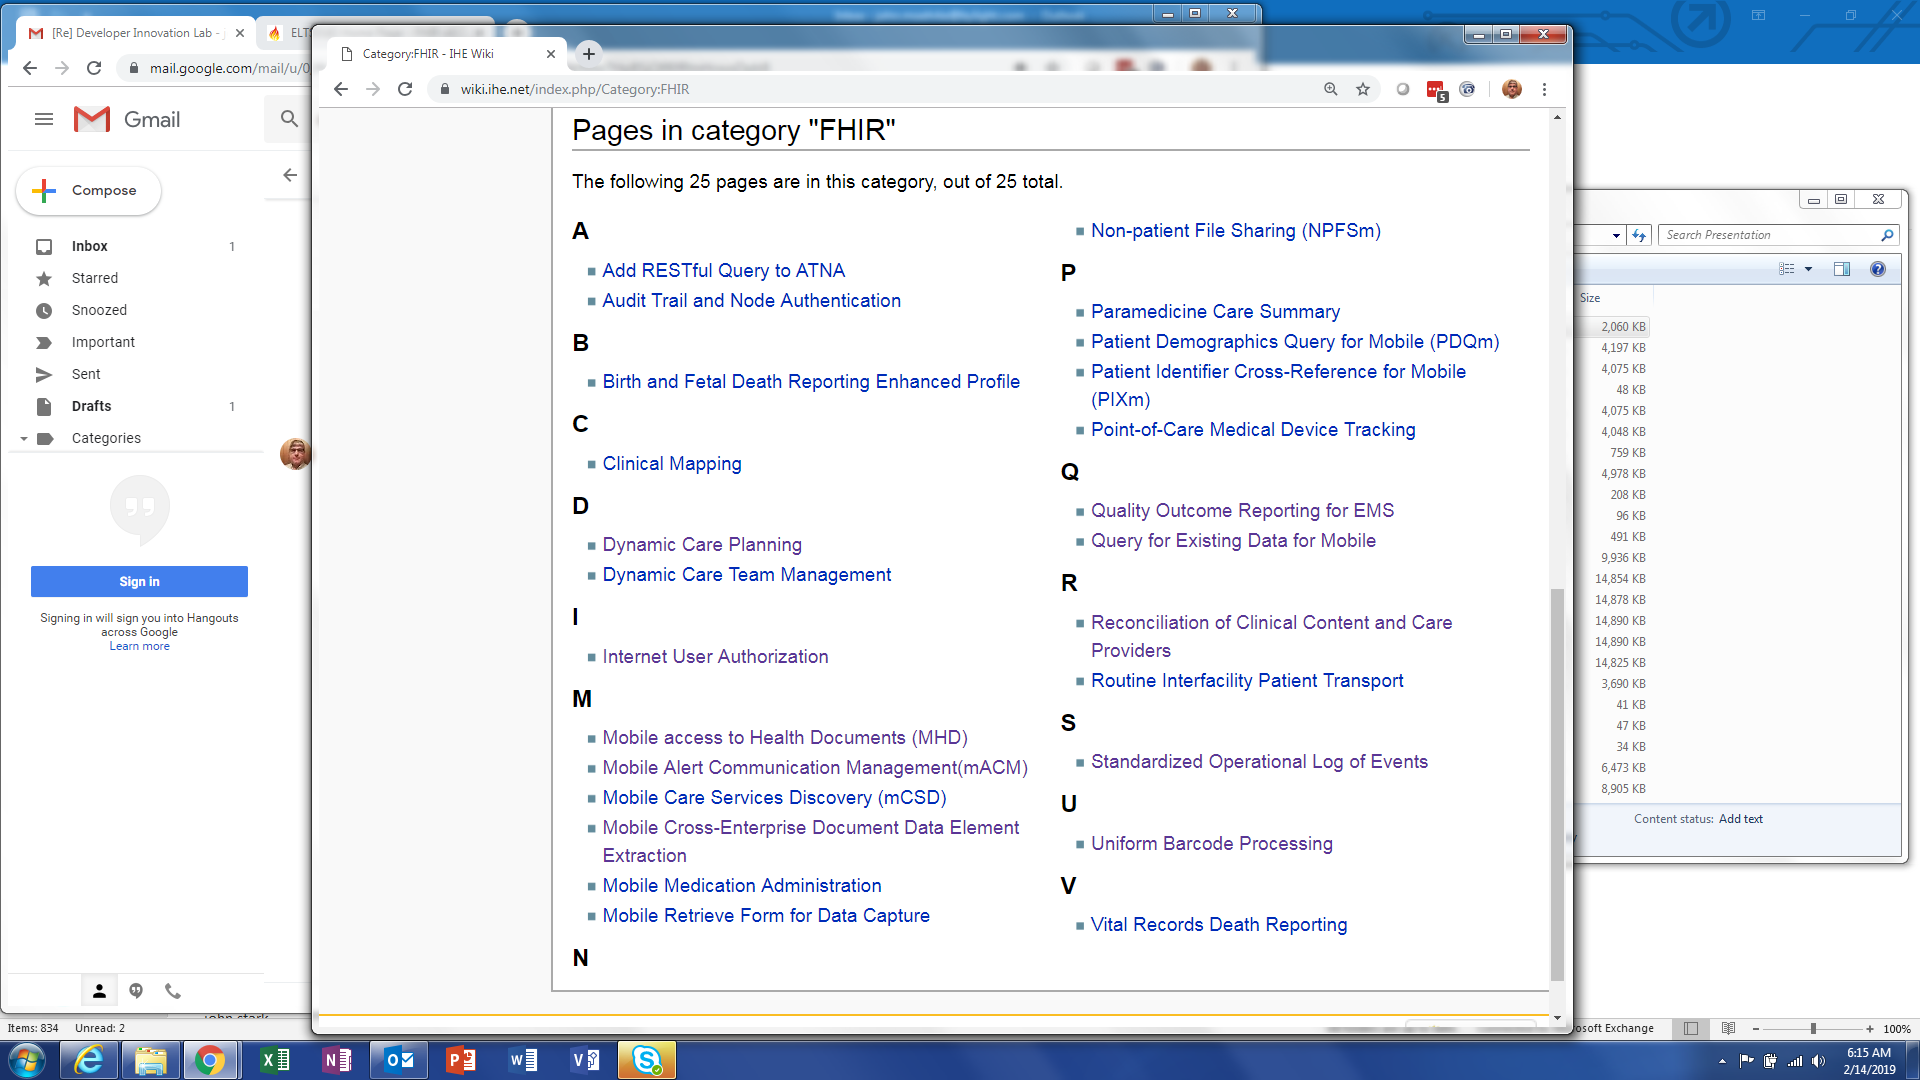 [Re] Developer Innovation Lab -
ELTS
mail.google.com/mail/u/0
Gmail
Compose
Inbox 1
Starred
Snoozed
Important
Sent
Drafts 1
Categories
Sign in
Signing in will sign you into Hangouts
across Google
Learn more
Items: 834 Unread: 2
Category:FHIR - IHE Wiki
wiki.ihe.net/index.php/Category:FHIR
5
Pages in category "FHIR"
The following 25 pages are in this category, out of 25 total.
A
Add RESTful Query to ATNA
Audit Trail and Node Authentication
B
Birth and Fetal Death Reporting Enhanced Profile
C
Clinical Mapping
D
Dynamic Care Planning
Dynamic Care Team Management
I
Internet User Authorization
M
Mobile access to Health Documents (MHD)
Mobile Alert Communication Management(mACM)
Mobile Care Services Discovery (mCSD)
Mobile Cross-Enterprise Document Data Element
Extraction
Mobile Medication Administration
Mobile Retrieve Form for Data Capture
N
Non-patient File Sharing (NPFSm)
P
Paramedicine Care Summary
Patient Demographics Query for Mobile (PDQm)
Patient Identifier Cross-Reference for Mobile
(PIXm)
Point-of-Care Medical Device Tracking
Q
Quality Outcome Reporting for EMS
Query for Existing Data for Mobile
R
Reconciliation of Clinical Content and Care
Providers
Routine Interfacility Patient Transport
S
Standardized Operational Log of Events
U
Uniform Barcode Processing
V
Vital Records Death Reporting
Search Presentation
Size
2,060 KB
4,197 KB
4,075 KB
48 KB
4,075 KB
4,048 KB
759 KB
4,978 KB
208 KB
96 KB
491 KB
9,936 KB
14,854 KB
14,878 KB
14,890 KB
14,890 KB
14,825 KB
3,690 KB
41 KB
47 KB
34 KB
6,473 KB
8,905 KB
Content status: Add text
osoft Exchange
100%
6:15 AM
2/14/2019